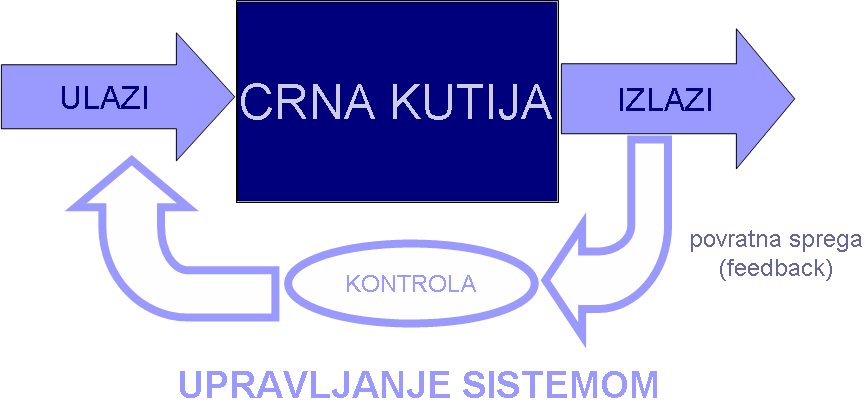 ULAZI
CRNA KUTIJA
IZLAZI
povratna sprega
(feedback)
KONTROLA
UPRAVLJANJE SISTEMOM